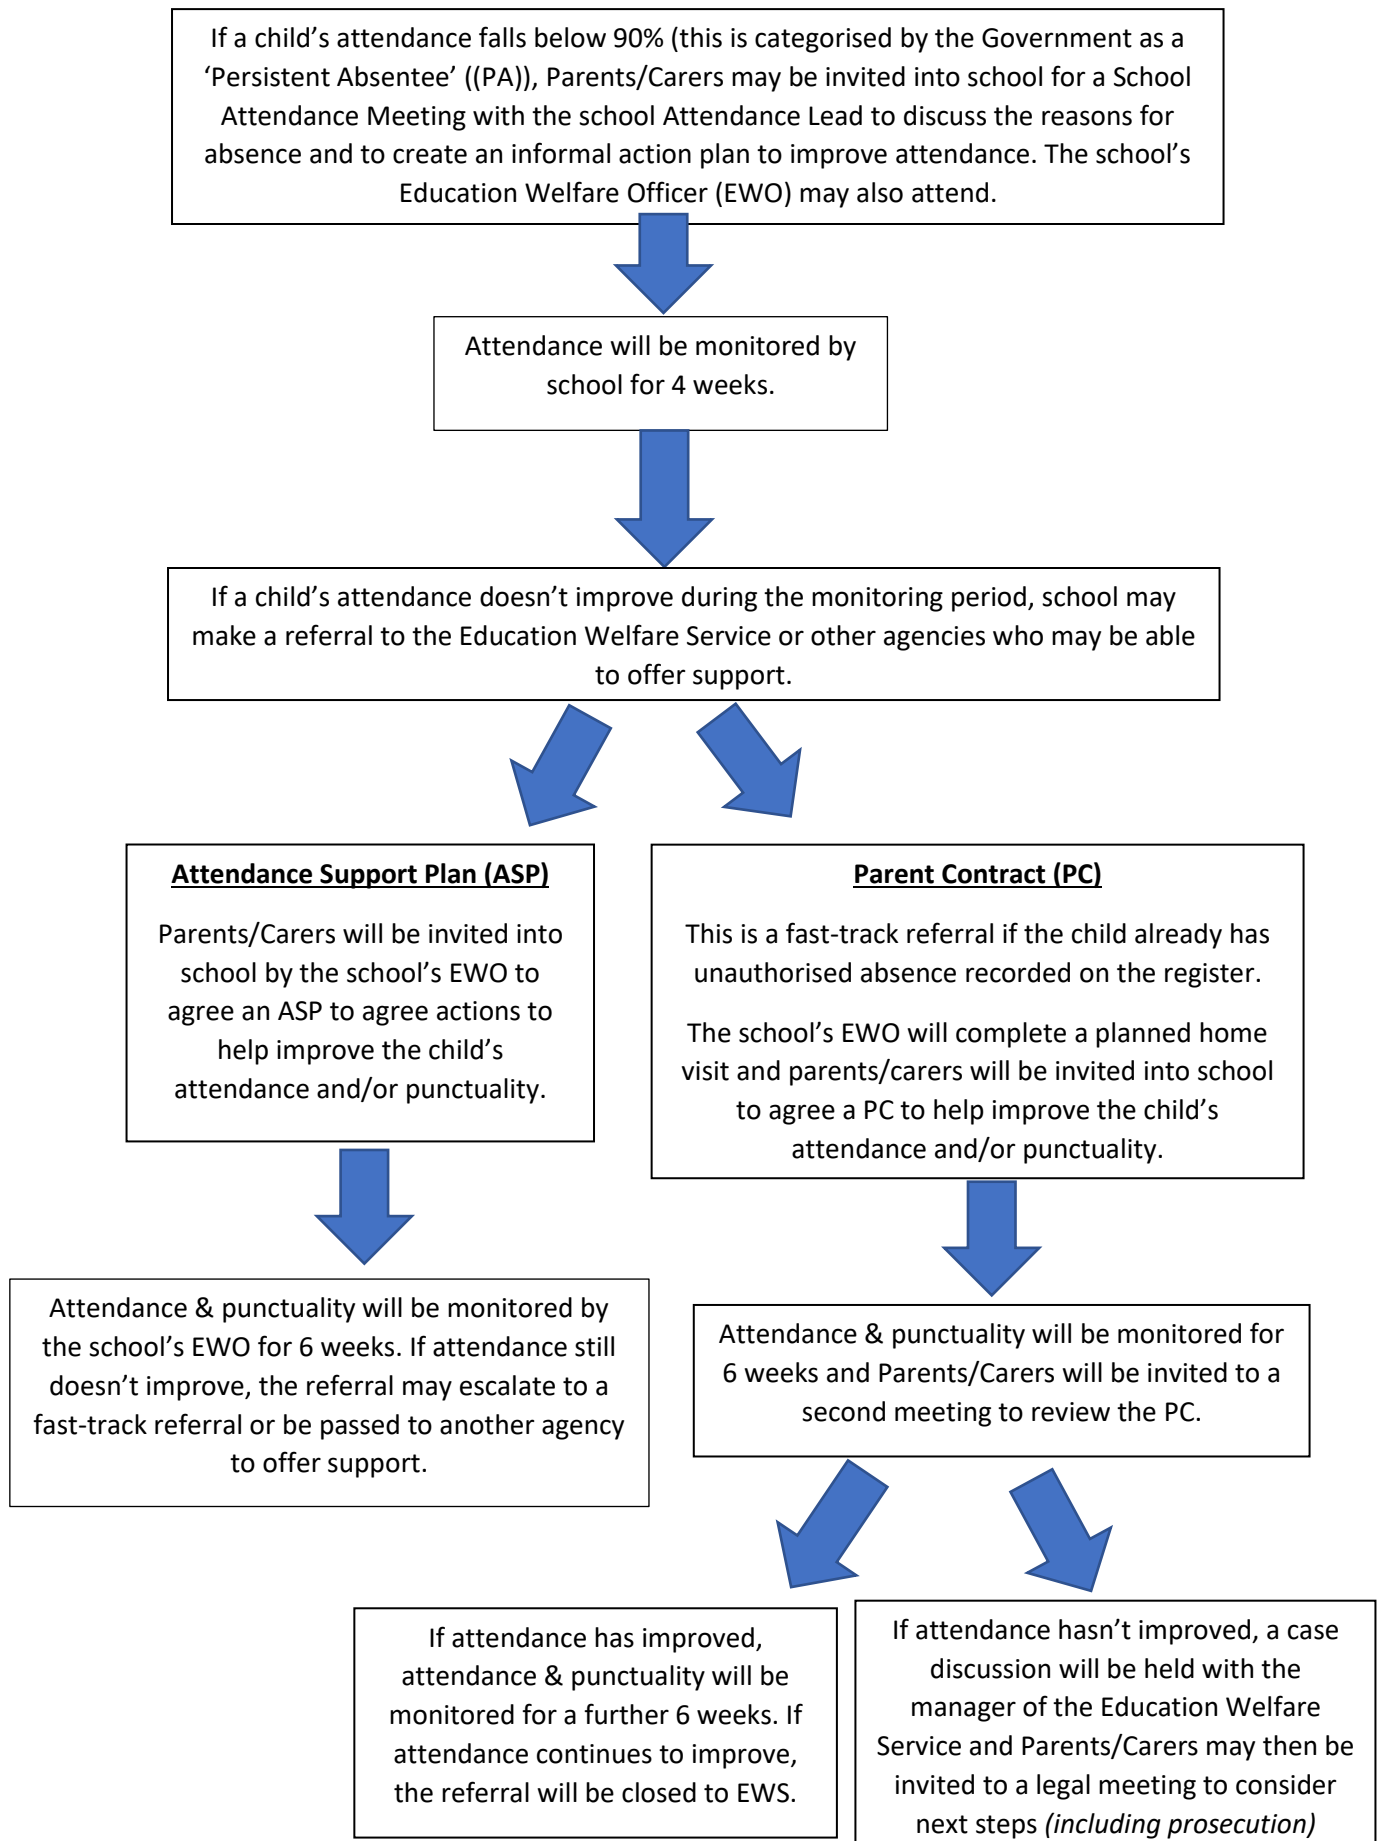 If a child’s attendance falls below 90% (this is categorised by the Government as a
‘Persistent Absentee’ ((PA)), Parents/Carers may be invited into school for a School
Attendance Meeting with the school Attendance Lead to discuss the reasons for
absence and to create an informal action plan to improve attendance. The school’s
Education Welfare Officer (EWO) may also attend.
Attendance will be monitored by
school for 4 weeks.
If a child’s attendance doesn’t improve during the monitoring period, school may
make a referral to the Education Welfare Service or other agencies who may be able
to offer support.
Attendance Support Plan (ASP)
Parents/Carers will be invited into
school by the school’s EWO to
agree an ASP to agree actions to
help improve the child’s
attendance and/or punctuality.
Parent Contract (PC)
This is a fast-track referral if the child already has
unauthorised absence recorded on the register.
The school’s EWO will complete a planned home
visit and parents/carers will be invited into school
to agree a PC to help improve the child’s
attendance and/or punctuality.
Attendance & punctuality will be monitored by
the school’s EWO for 6 weeks. If attendance still
doesn’t improve, the referral may escalate to a
fast-track referral or be passed to another agency
to offer support.
Attendance & punctuality will be monitored for
6 weeks and Parents/Carers will be invited to a
second meeting to review the PC.
If attendance has improved,
attendance & punctuality will be
monitored for a further 6 weeks. If
attendance continues to improve,
the referral will be closed to EWS.
If attendance hasn’t improved, a case
discussion will be held with the
manager of the Education Welfare
Service and Parents/Carers may then be
invited to a legal meeting to consider
next steps (including prosecution)